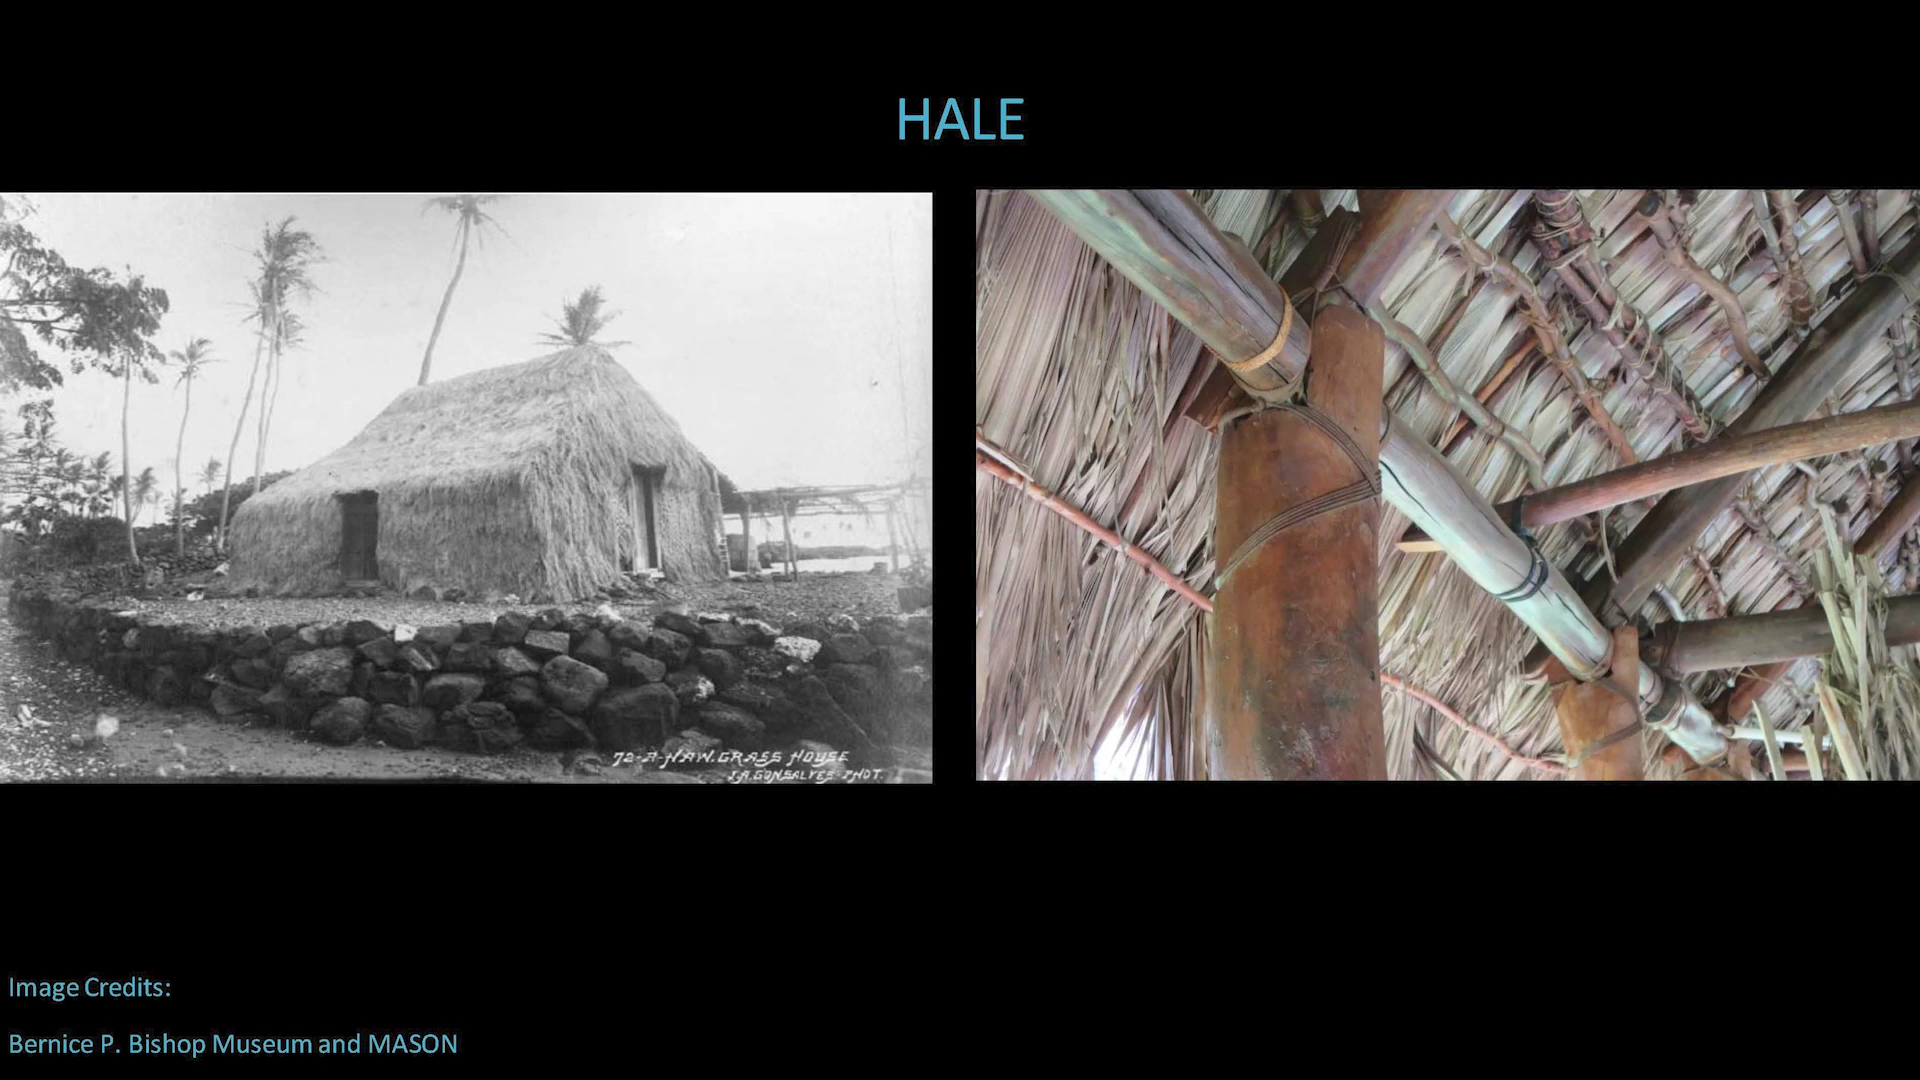 HALE
72-A-HAW. GRASS HOUSE
J.A. GONSALVES-PHOT.
Image Credits:
Bernice P. Bishop Museum and MASON